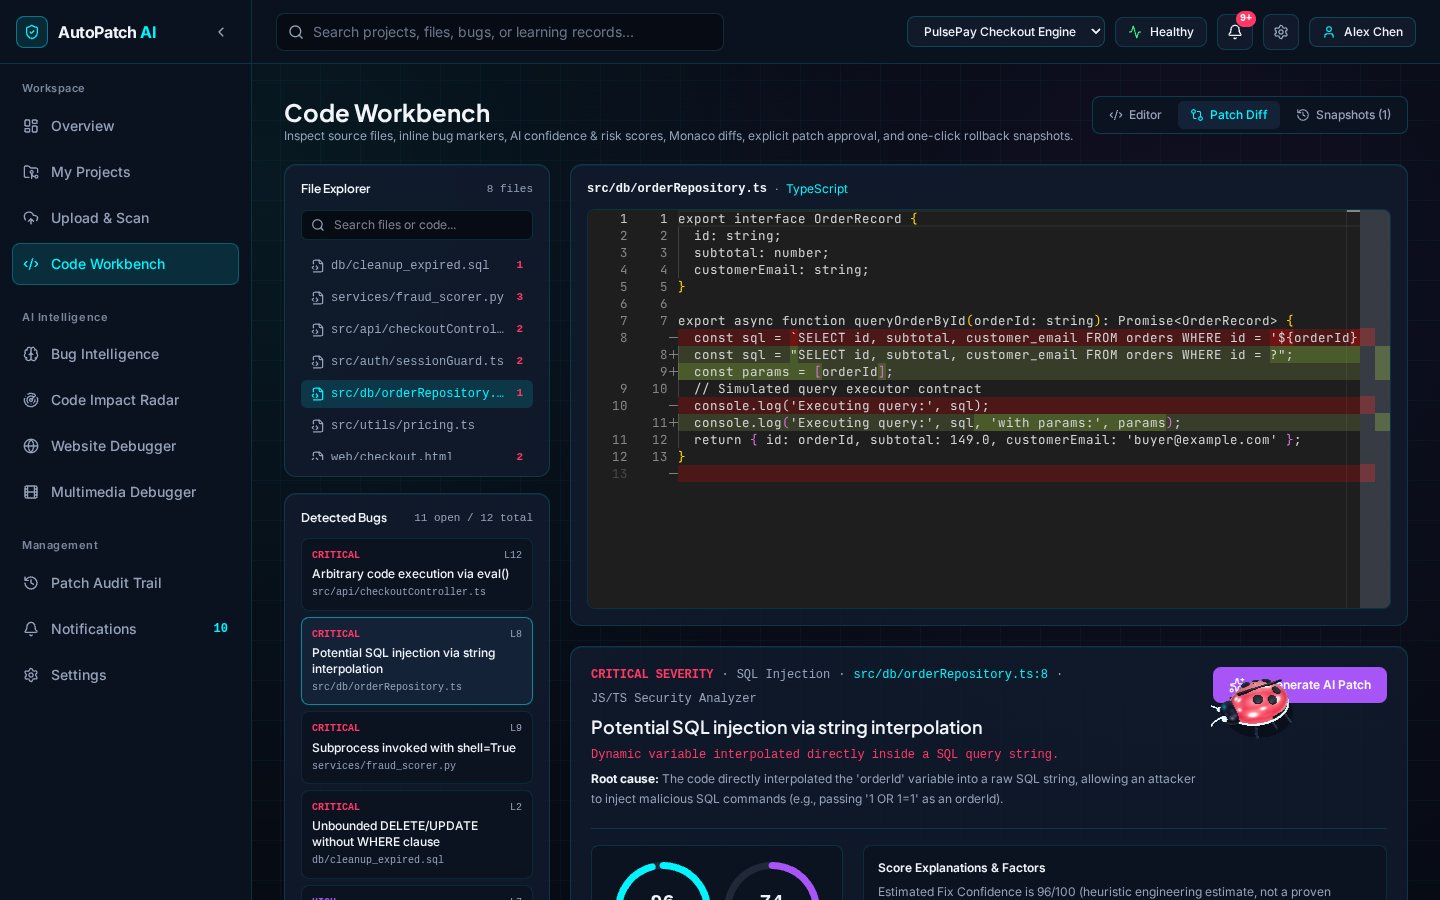 AutoPatch AI
Search projects, files, bugs, or learning records...
PulsePay Checkout Engine
Healthy
9+
Alex Chen
Workspace
Overview
My Projects
Upload & Scan
Code Workbench
AI Intelligence
Bug Intelligence
Code Impact Radar
Website Debugger
Multimedia Debugger
Management
Patch Audit Trail
Notifications 10
Settings
Code Workbench
Inspect source files, inline bug markers, AI confidence & risk scores, Monaco diffs, explicit patch approval, and one-click rollback snapshots.
Editor
Patch Diff
Snapshots (1)
File Explorer 8 files
Search files or code...
db/cleanup_expired.sql 1
services/fraud_scorer.py 3
src/api/checkoutControl… 2
src/auth/sessionGuard.ts 2
src/db/orderRepository.… 1
src/utils/pricing.ts
web/checkout.html 2
Detected Bugs 11 open / 12 total
CRITICAL L12
Arbitrary code execution via eval()
src/api/checkoutController.ts
CRITICAL L8
Potential SQL injection via string
interpolation
src/db/orderRepository.ts
CRITICAL L9
Subprocess invoked with shell=True
services/fraud_scorer.py
CRITICAL L2
Unbounded DELETE/UPDATE
without WHERE clause
db/cleanup_expired.sql
src/db/orderRepository.ts · TypeScript
1 1 export interface OrderRecord {
2 2 id: string;
3 3 subtotal: number;
4 4 customerEmail: string;
5 5 }
6 6
7 7 export async function queryOrderById(orderId: string): Promise<OrderRecord> {
8 — const sql = `SELECT id, subtotal, customer_email FROM orders WHERE id = '${orderId}
8+ const sql = "SELECT id, subtotal, customer_email FROM orders WHERE id = ?";
9+ const params = [orderId];
9 10 // Simulated query executor contract
10 — console.log('Executing query:', sql);
11+ console.log('Executing query:', sql, 'with params:', params);
11 12 return { id: orderId, subtotal: 149.0, customerEmail: 'buyer@example.com' };
12 13 }
13 —
CRITICAL SEVERITY · SQL Injection · src/db/orderRepository.ts:8 ·
JS/TS Security Analyzer
enerate AI Patch
Potential SQL injection via string interpolation
Dynamic variable interpolated directly inside a SQL query string.
Root cause: The code directly interpolated the 'orderId' variable into a raw SQL string, allowing an attacker
to inject malicious SQL commands (e.g., passing '1 OR 1=1' as an orderId).
Score Explanations & Factors
Estimated Fix Confidence is 96/100 (heuristic engineering estimate, not a proven